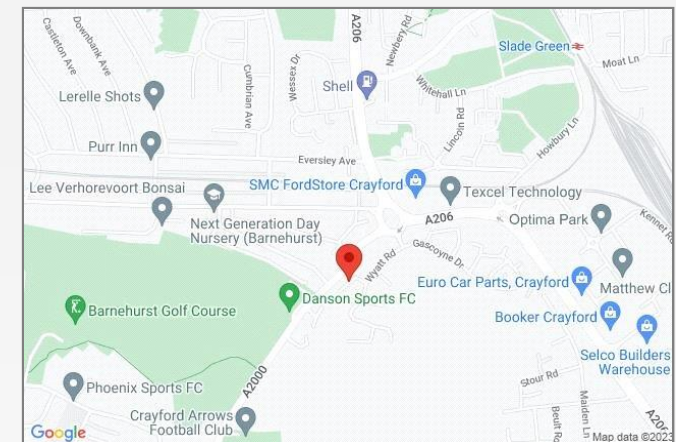 A206
Newbery Rd
Slade Green
Moat Ln
Castleton Ave
Downbank Ave
Cumbrian Ave
Wessex Dr
Shell
Whitehall Ln
Lerelle Shots
Lincoln Rd
Howbury Ln
Purr Inn
Eversley Ave
Lee Verhorevoort Bonsai
SMC FordStore Crayford
Texcel Technology
Next Generation Day
Nursery (Barnehurst)
A206
Optima Park
Kennet R
Wyatt Rd
Gascoyne Dr
Euro Car Parts, Crayford
Matthew Cl
Danson Sports FC
Barnehurst Golf Course
Booker Crayford
Selco Builders
Warehouse
Phoenix Sports FC
A2000
Stour Rd
Crayford Arrows
Football Club
Beult R
Maiden Ln
A206
Google
Map data ©2023